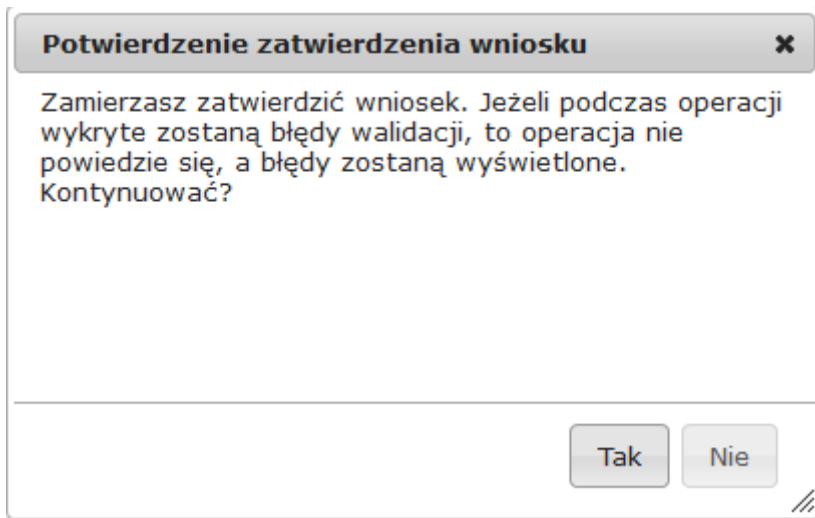 Potwierdzenie zatwierdzenia wniosku
Zamierzasz zatwierdzić wniosek. Jeżeli podczas operacji
wykryte zostaną błędy walidacji, to operacja nie
powiedzie się, a błędy zostaną wyświetlone.
Kontynuować?
Tak Nie